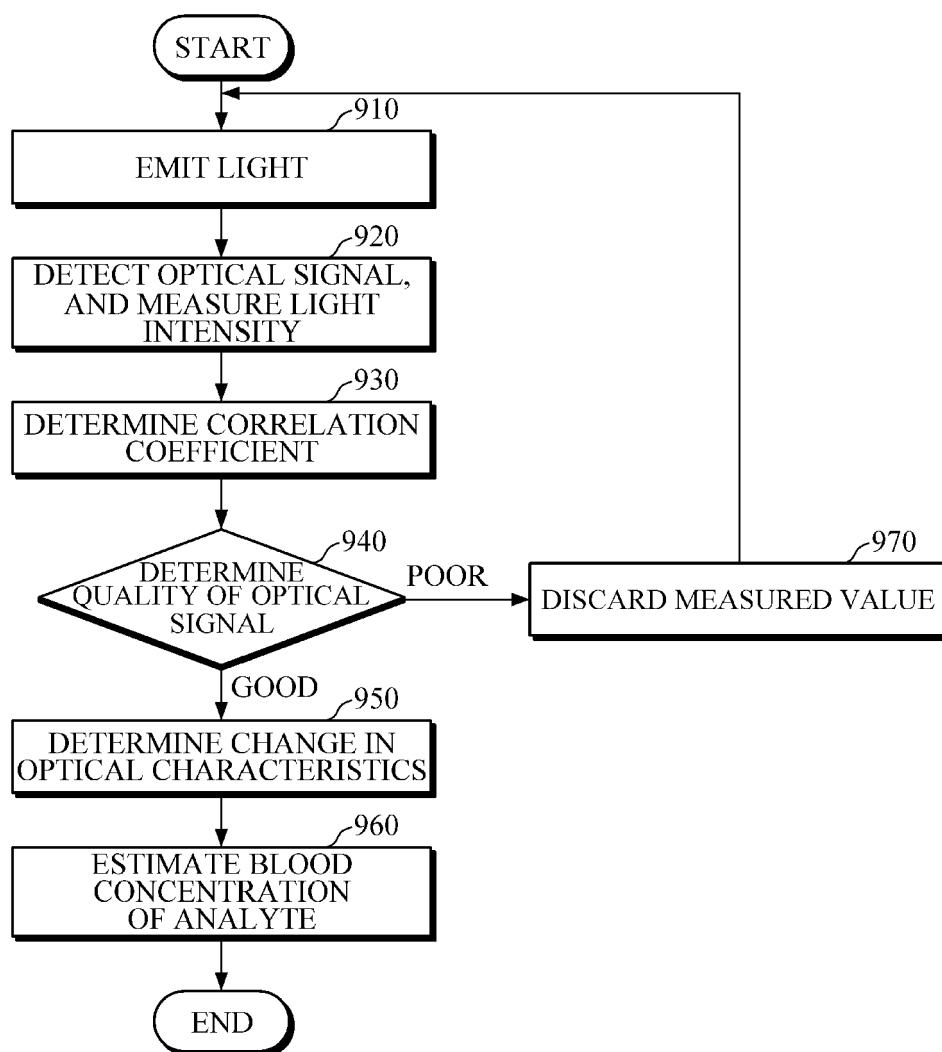 START
910
EMIT LIGHT
920
DETECT OPTICAL SIGNAL,
AND MEASURE LIGHT
INTENSITY
930
DETERMINE CORRELATION
COEFFICIENT
940
DETERMINE
QUALITY OF OPTICAL
SIGNAL
POOR
970
DISCARD MEASURED VALUE
GOOD
950
DETERMINE CHANGE IN
OPTICAL CHARACTERISTICS
960
ESTIMATE BLOOD
CONCENTRATION
OF ANALYTE
END